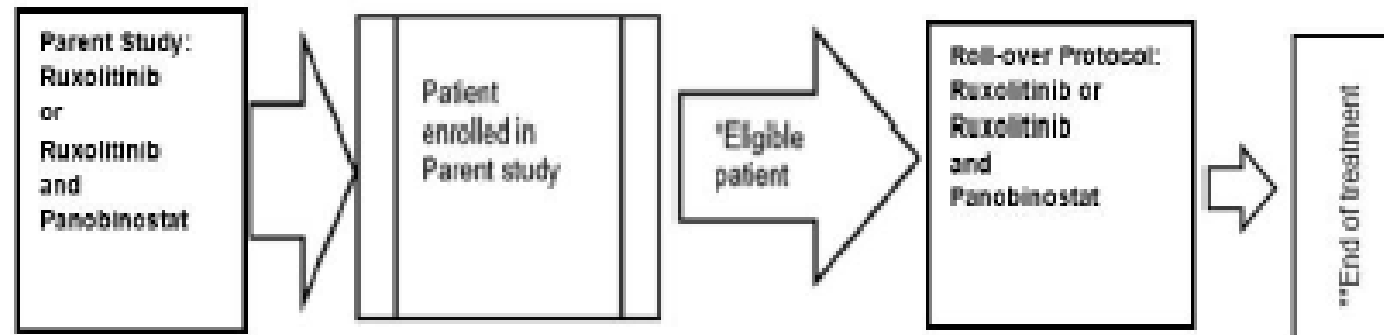 Parent Study:
Ruxolitinib
or
Ruxolitinib
and
Panobinostat
Patient
enrolled in
Parent study
*Eligible
patient
Roll-over Protocol:
Ruxolitinib or
Ruxolitinib
and
Panobinostat
**End of treatment